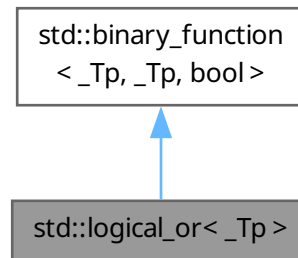 std::binary_function
< _Tp, _Tp, bool >
std::logical_or< _Tp >